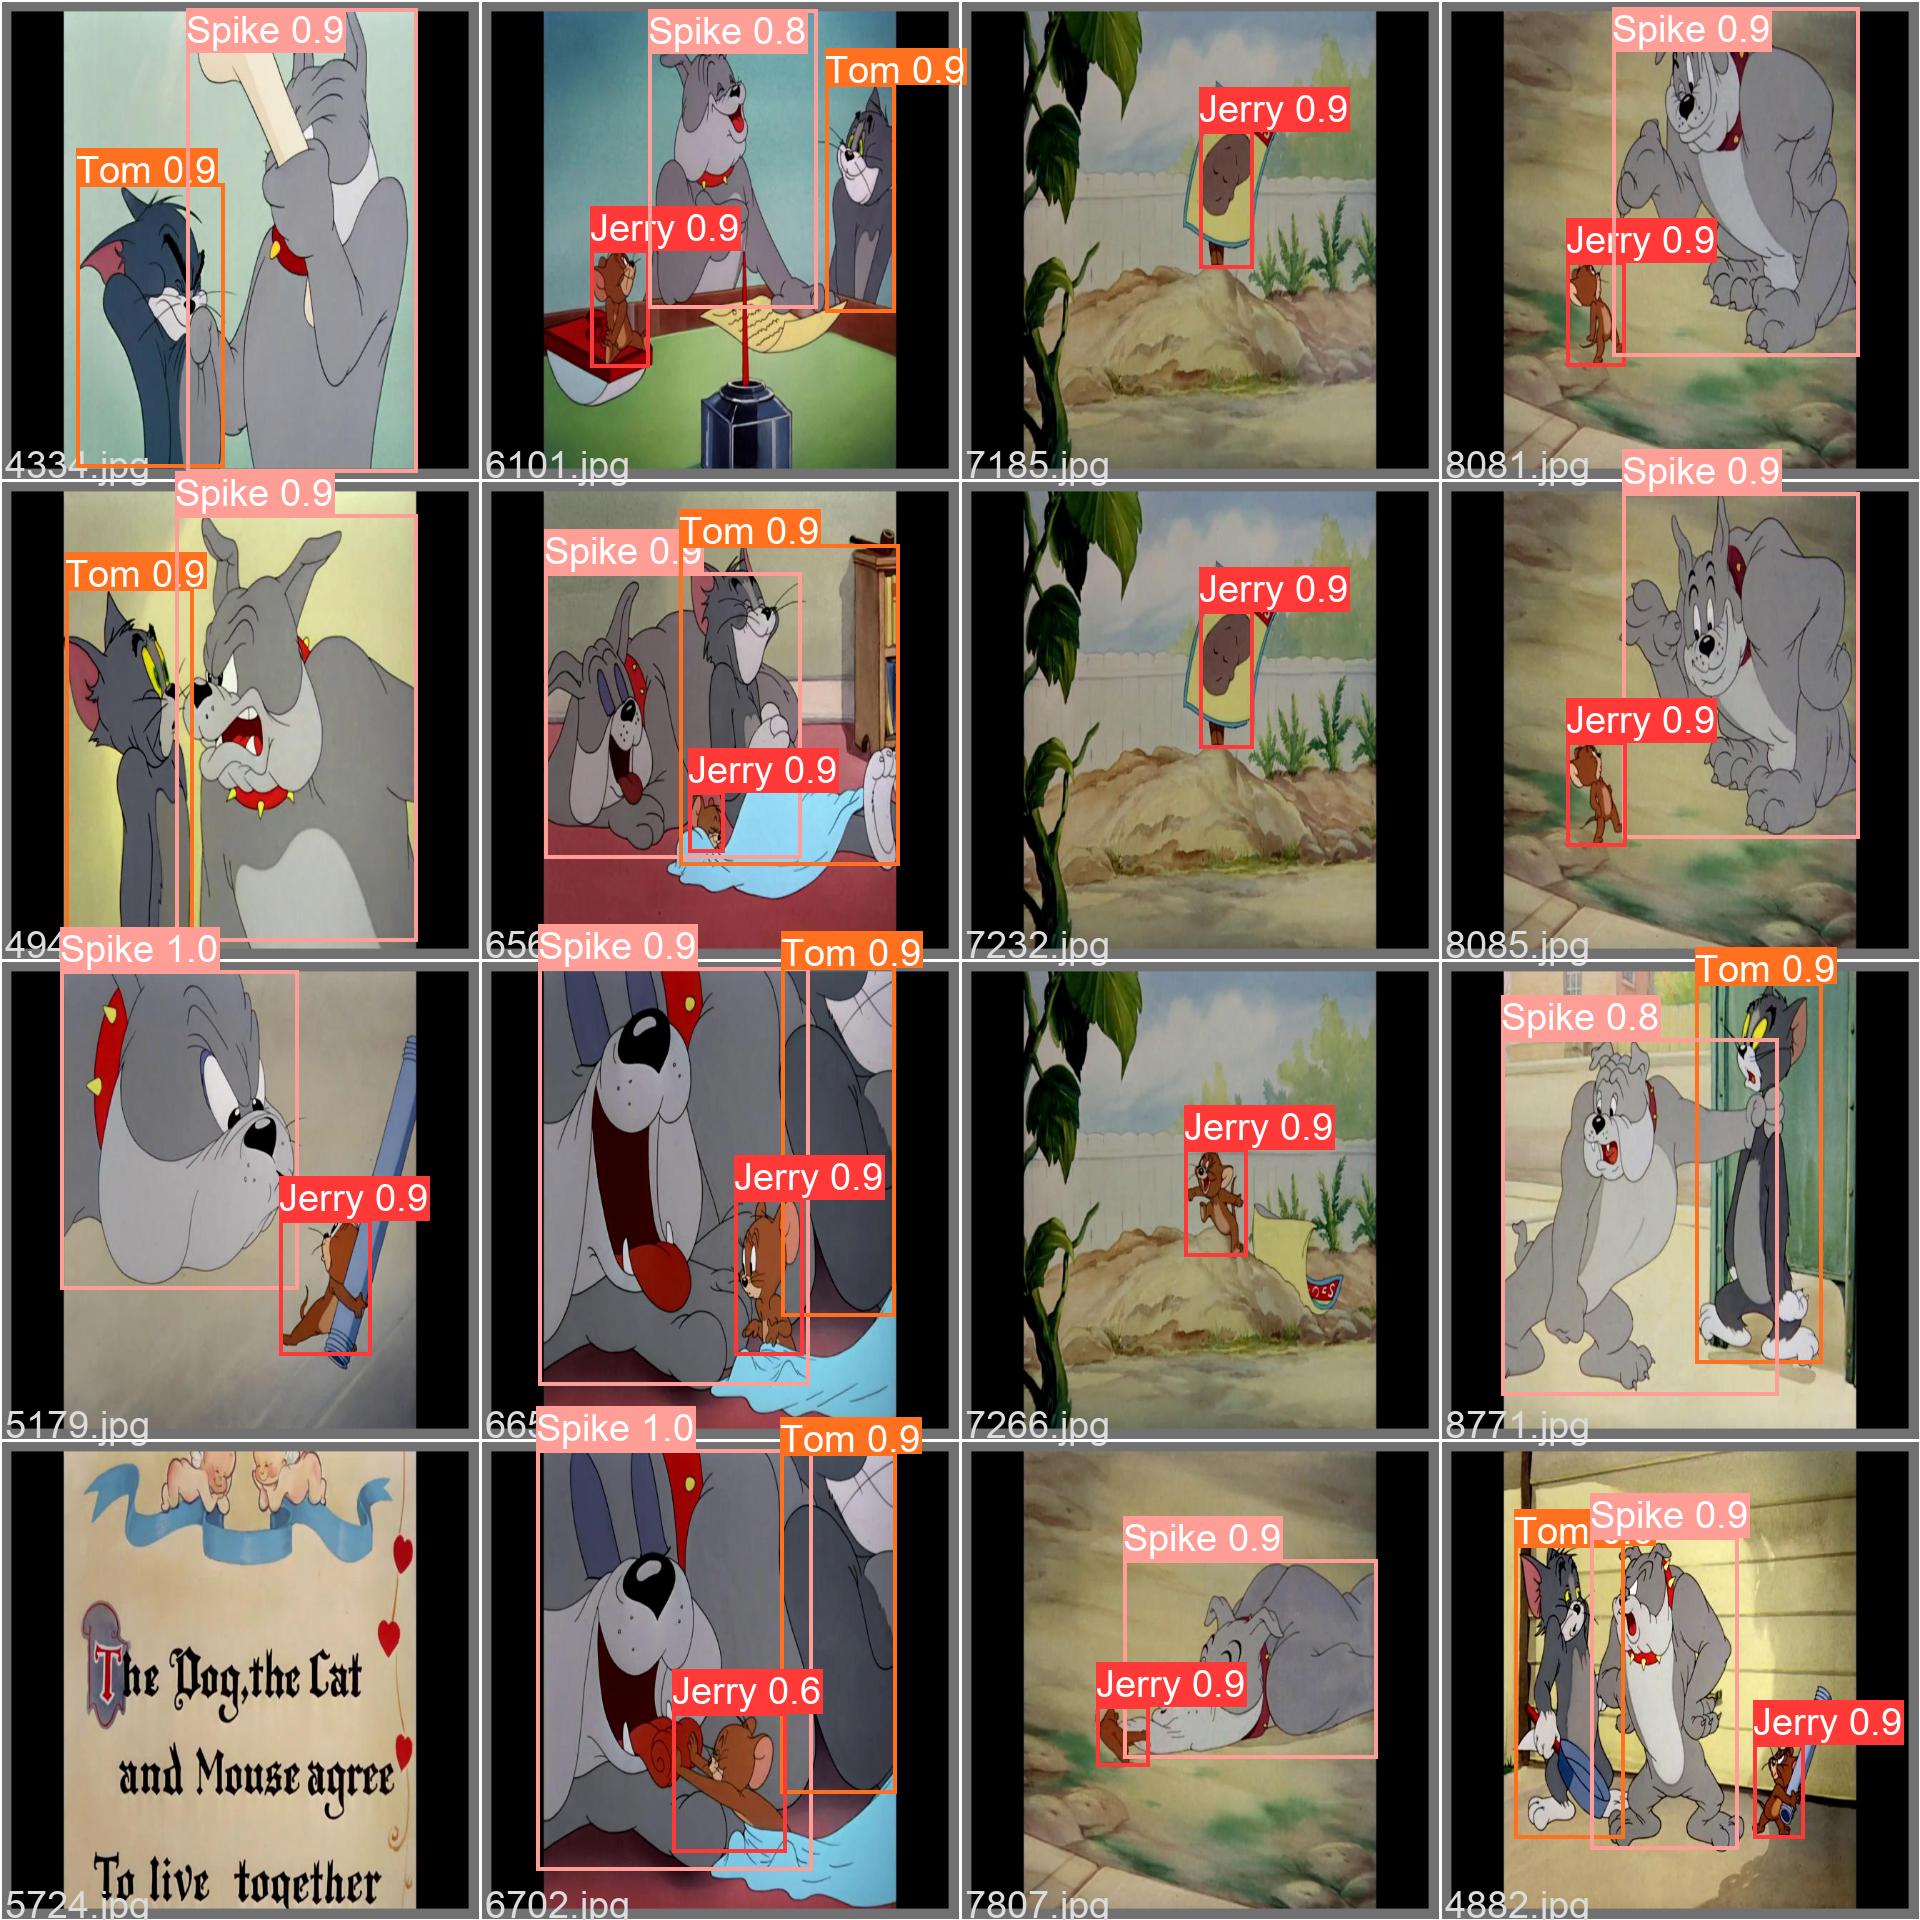 Spike 0.9
Tom 0.9
4334.jpg
Spike 0.8
Tom 0.9
Jerry 0.9
6101.jpg
Jerry 0.9
7185.jpg
Spike 0.9
Jerry 0.9
8081.jpg
Spike 0.9
Tom 0.9
494
Tom 0.9
Spike 0.9
Jerry 0.9
656
Jerry 0.9
7232.jpg
Spike 0.9
Jerry 0.9
8085.jpg
Spike 1.0
Jerry 0.9
5179.jpg
Spike 0.9
Tom 0.9
Jerry 0.9
665
Jerry 0.9
7266.jpg
Tom 0.9
Spike 0.8
8771.jpg
The Dog, the Cat
and Mouse agree
To live together
5724.jpg
Spike 1.0
Tom 0.9
Jerry 0.6
6702.jpg
Spike 0.9
Jerry 0.9
7807.jpg
Spike 0.9
Tom
Jerry 0.9
4882.jpg